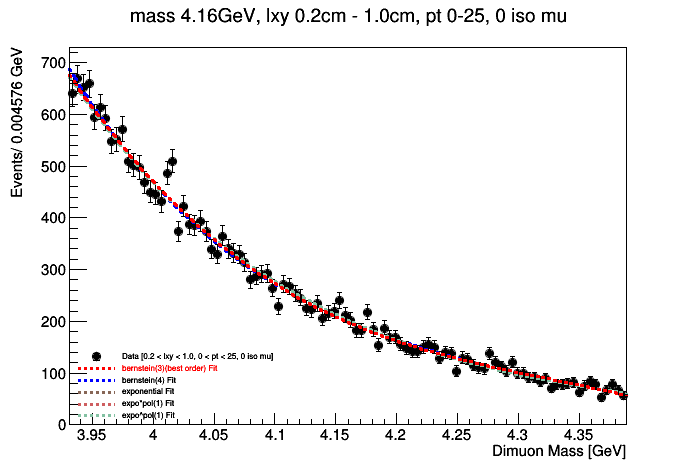 mass 4.16GeV, lxy 0.2cm - 1.0cm, pt 0-25, 0 iso mu
Events/ 0.004576 GeV
700
600
500
400
300
200
100
0
Data [0.2 < lxy < 1.0, 0 < pt < 25, 0 iso mu]
bernstein(3)(best order) Fit
bernstein(4) Fit
exponential Fit
expo*pol(1) Fit
expo^pol(1) Fit
3.95 4 4.05 4.1 4.15 4.2 4.25 4.3 4.35
Dimuon Mass [GeV]